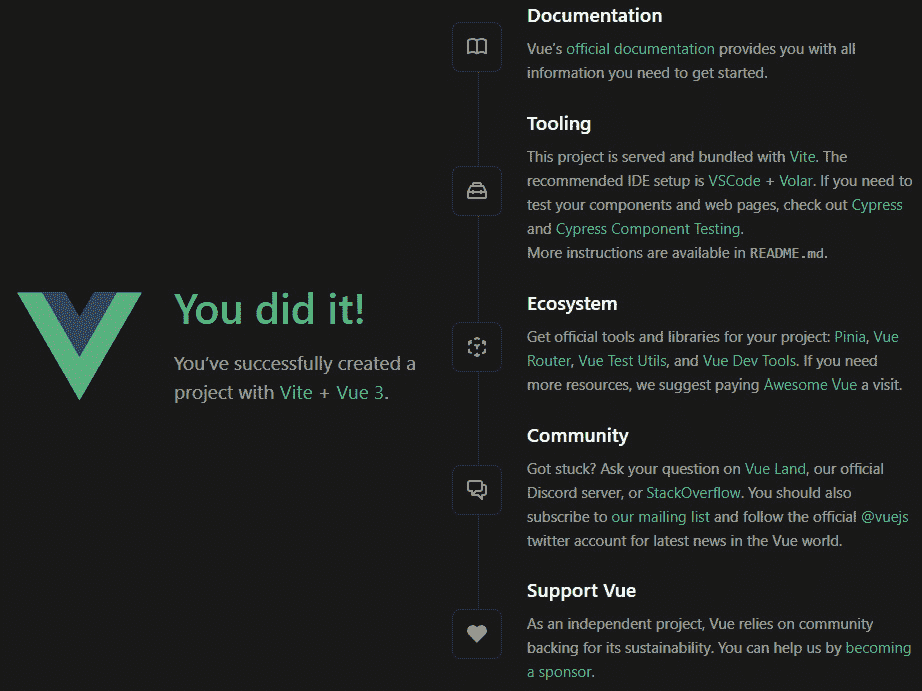 You did it!
You've successfully created a
project with Vite + Vue 3.
Documentation
Vue's official documentation provides you with all
information you need to get started.
Tooling
This project is served and bundled with Vite. The
recommended IDE setup is VSCode + Volar. If you need to
test your components and web pages, check out Cypress
and Cypress Component Testing.
More instructions are available in README.md.
Ecosystem
Get official tools and libraries for your project: Pinia, Vue
Router, Vue Test Utils, and Vue Dev Tools. If you need
more resources, we suggest paying Awesome Vue a visit.
Community
Got stuck? Ask your question on Vue Land, our official
Discord server, or StackOverflow. You should also
subscribe to our mailing list and follow the official @vuejs
twitter account for latest news in the Vue world.
Support Vue
As an independent project, Vue relies on community
backing for its sustainability. You can help us by becoming
a sponsor.